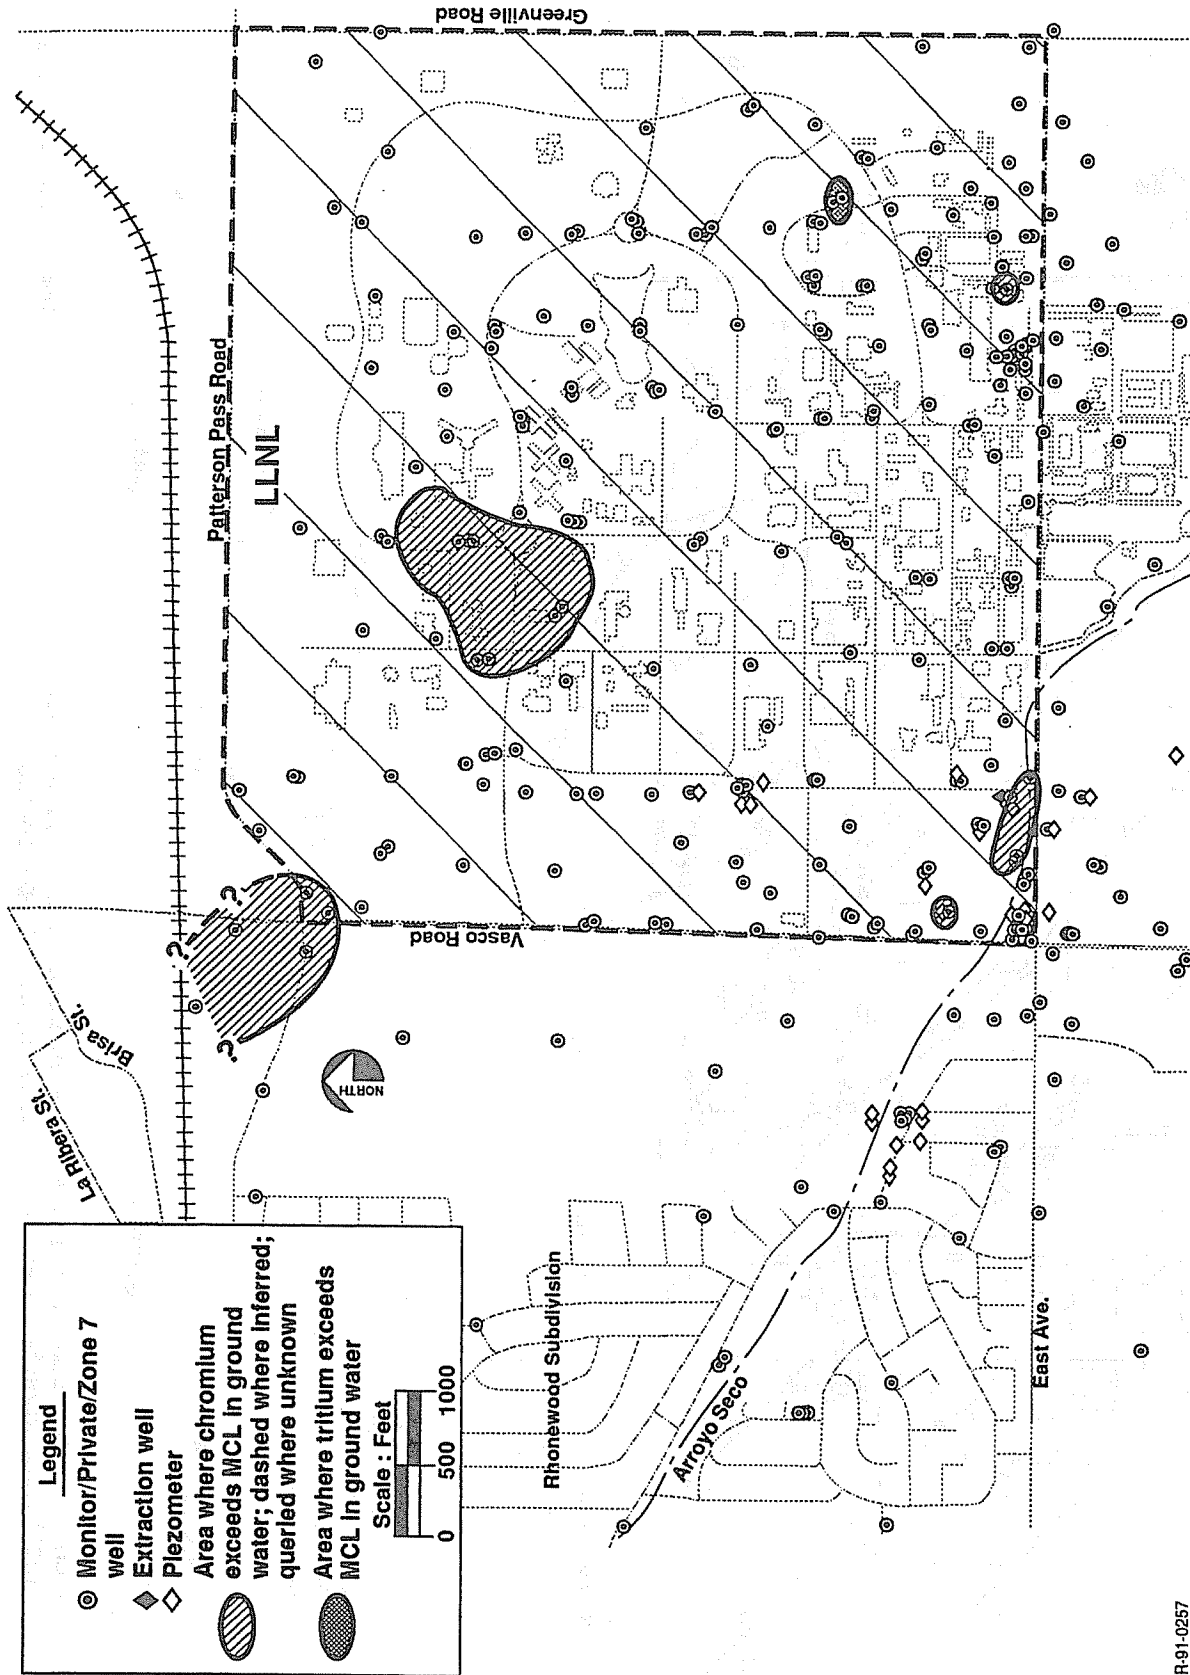 Legend
Monitor/Private/Zone 7
well
Extraction well
Piezometer
Area where chromium
exceeds MCL in ground
water; dashed where inferred;
queried where unknown
Area where tritium exceeds
MCL in ground water
Scale : Feet
0 500 1000
La Ribera St.
Brisa St.
Patterson Pass Road
LLNL
Greenville Road
Vasco Road
?
?
?
NORTH
Rhonewood Subdivision
Arroyo Seco
East Ave.
R-91-0257